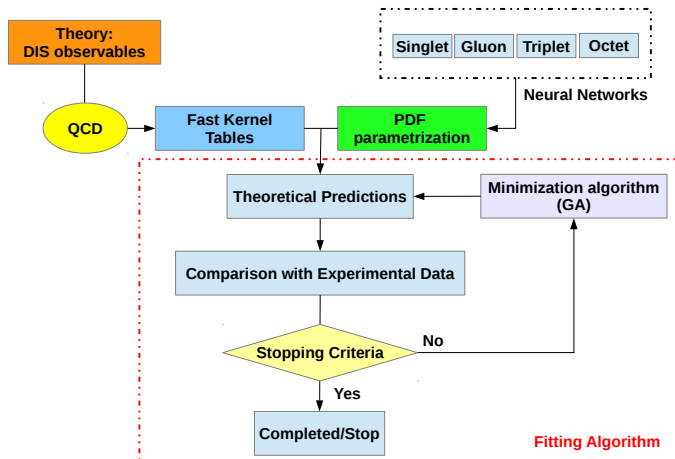 Theory:
DIS observables
Singlet
Gluon
Triplet
Octet
Neural Networks
QCD
Fast Kernel
Tables
PDF
parametrization
Theoretical Predictions
Minimization algorithm
(GA)
Comparison with Experimental Data
Stopping Criteria
No
Yes
Completed/Stop
Fitting Algorithm